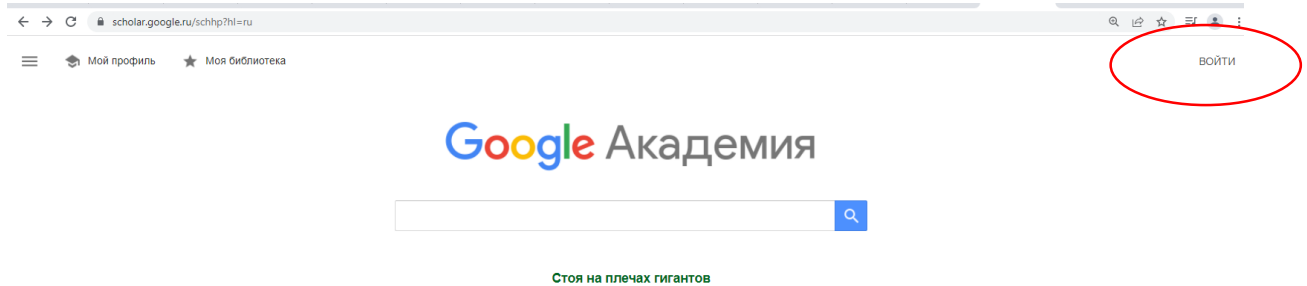 scholar.google.ru/schhp?hl=ru
Мой профиль Моя библиотека ВОЙТИ
Google Академия
Стоя на плечах гигантов